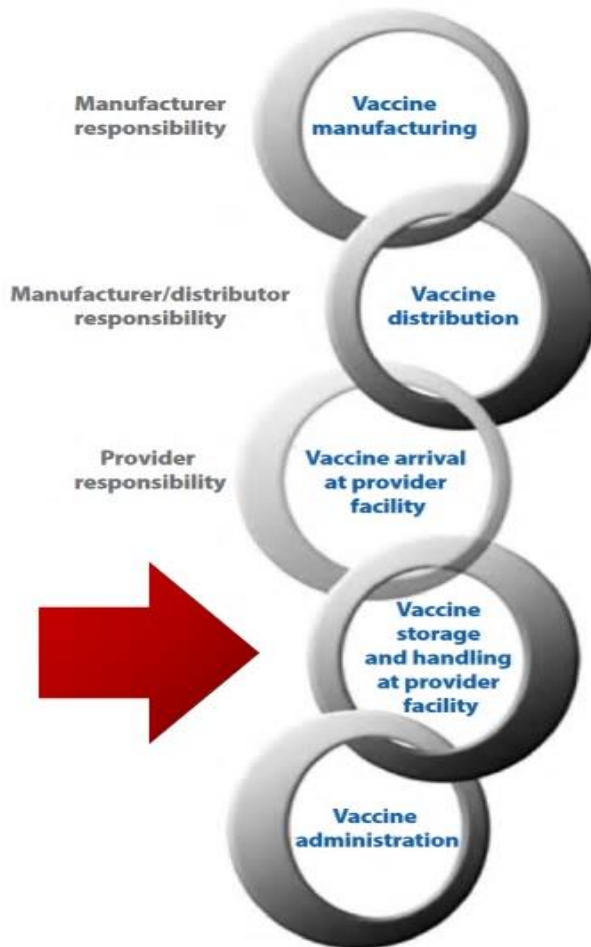 Manufacturer
responsibility
Vaccine
manufacturing
Manufacturer/distributor
responsibility
Vaccine
distribution
Provider
responsibility
Vaccine arrival
at provider
facility
Vaccine
storage
and handling
at provider
facility
Vaccine
administration